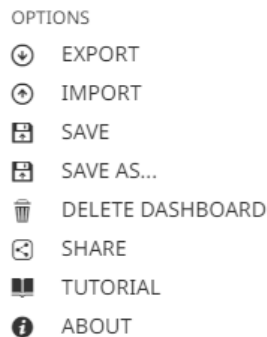 OPTIONS
EXPORT
IMPORT
SAVE
SAVE AS...
DELETE DASHBOARD
SHARE
TUTORIAL
ABOUT